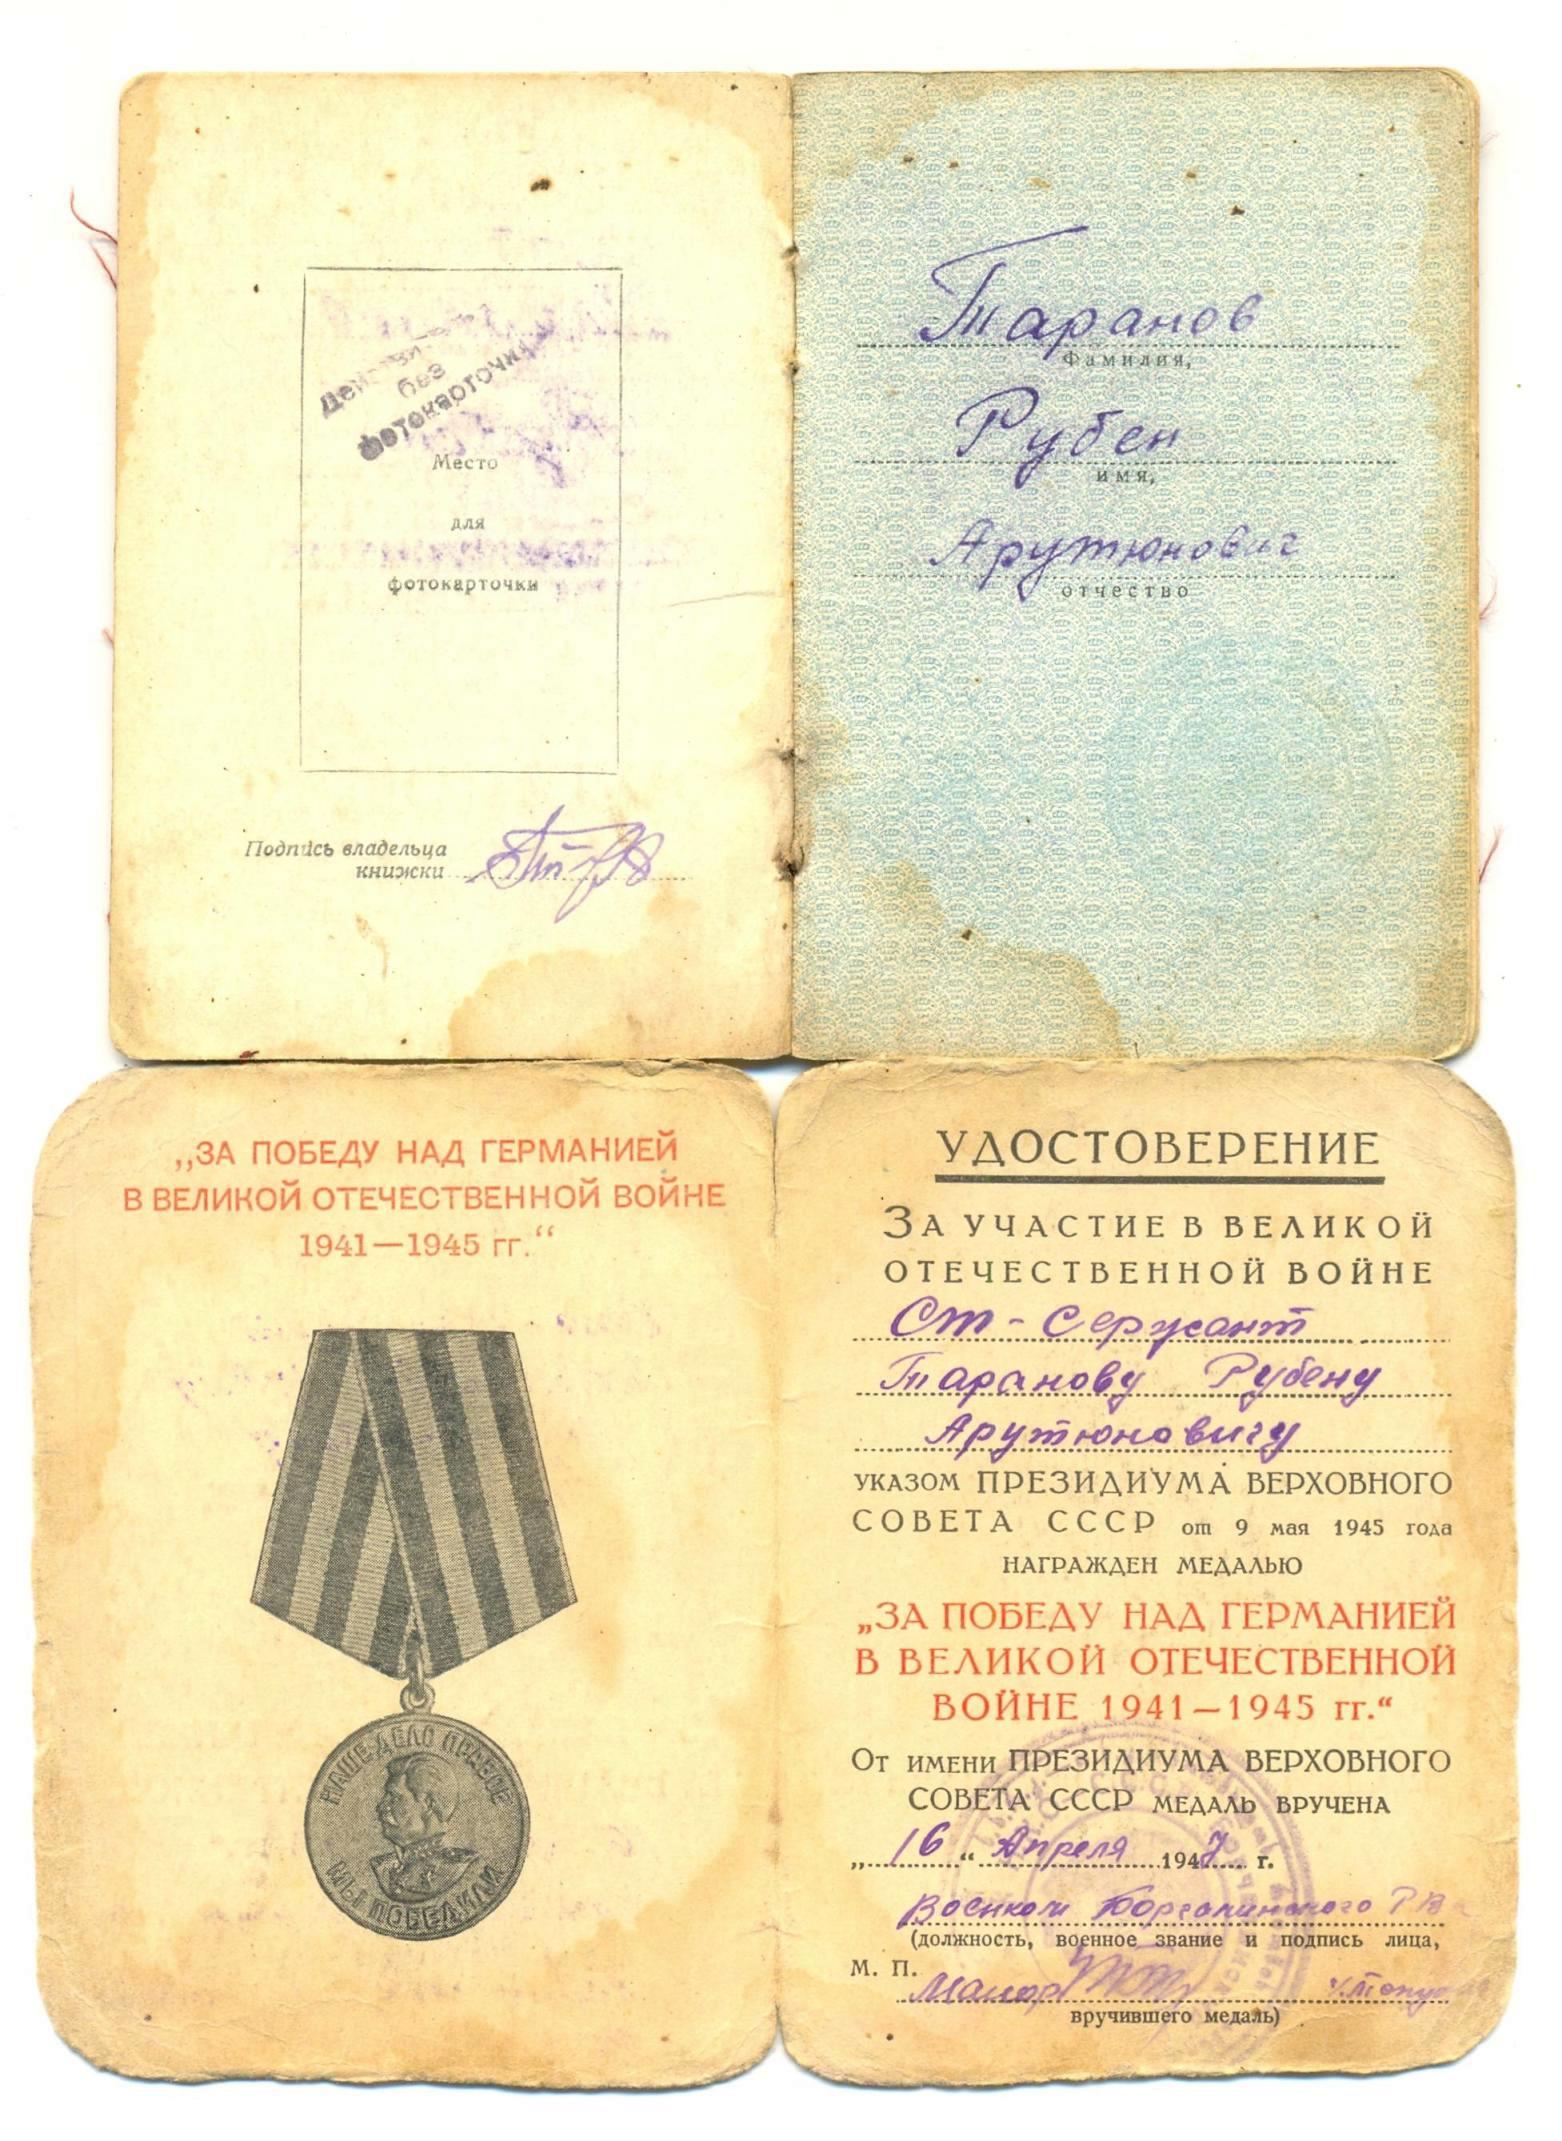 Действи
без
фотокарточки
Место
для
фотокарточки
Подпись владельца
книжки
Таранов
Фамилия,
Рубен
имя,
Арутюнович
отчество
„ЗА ПОБЕДУ НАД ГЕРМАНИЕЙ
В ВЕЛИКОЙ ОТЕЧЕСТВЕННОЙ ВОЙНЕ
1941—1945 гг.“
НАШЕ ДЕЛО ПРАВОЕ
МЫ ПОБЕДИЛИ
УДОСТОВЕРЕНИЕ
ЗА УЧАСТИЕ В ВЕЛИКОЙ
ОТЕЧЕСТВЕННОЙ ВОЙНЕ
Ст-Сержант
Таранову Рубену
Арутюновичу
УКАЗОМ ПРЕЗИДИУМА ВЕРХОВНОГО
СОВЕТА СССР от 9 мая 1945 года
НАГРАЖДЕН МЕДАЛЬЮ
„ЗА ПОБЕДУ НАД ГЕРМАНИЕЙ
В ВЕЛИКОЙ ОТЕЧЕСТВЕННОЙ
ВОЙНЕ 1941—1945 гг.“
ОТ ИМЕНИ ПРЕЗИДИУМА ВЕРХОВНОГО
СОВЕТА СССР МЕДАЛЬ ВРУЧЕНА
„16“ Апреля 1947 г.
Военком
(должность, военное звание и подпись лица,
М. П.
Маиор
вручившего медаль)